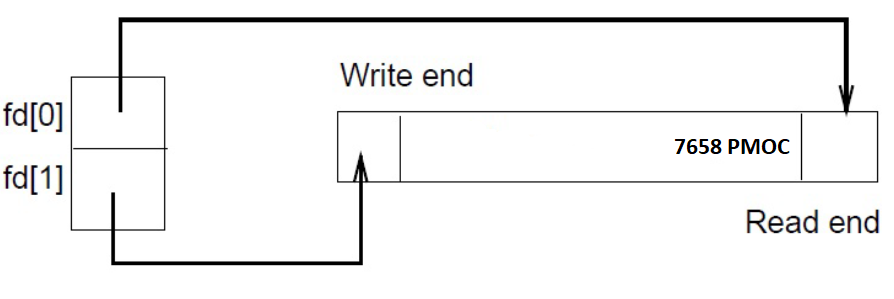 Write end
fd[0]
7658 PMOC
fd[1]
Read end